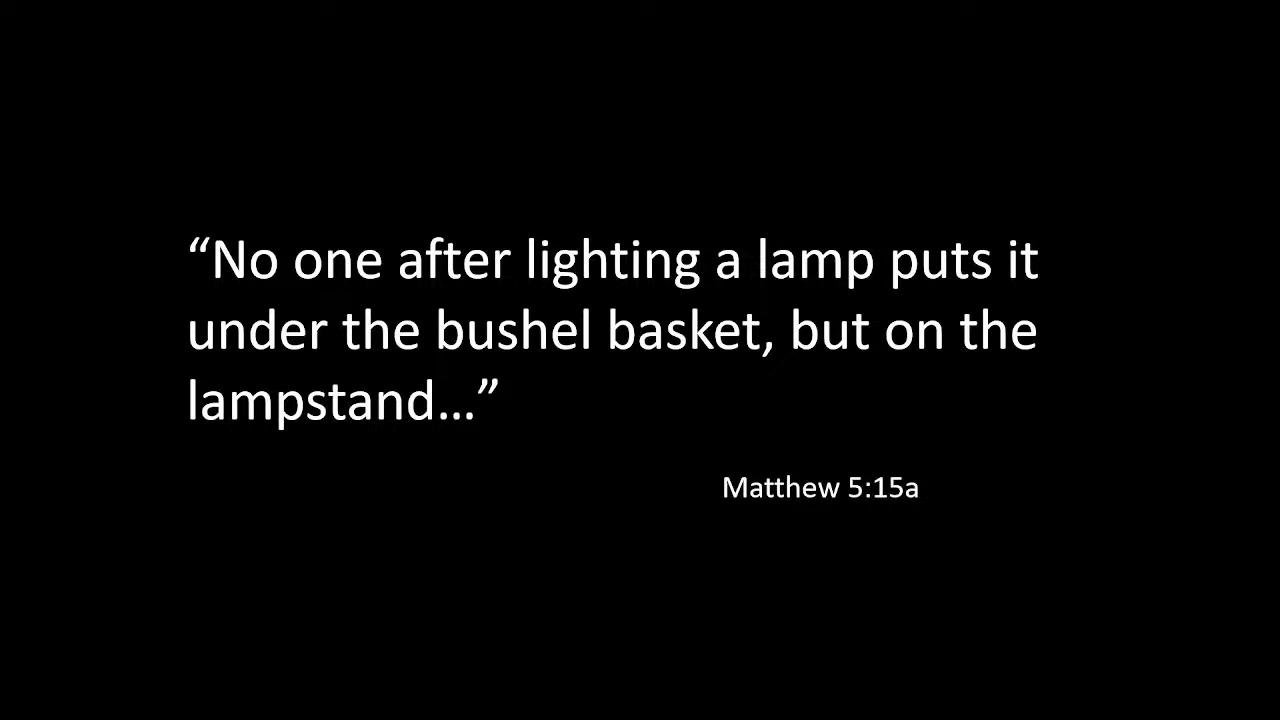 “No one after lighting a lamp puts it
under the bushel basket, but on the
lampstand…”
Matthew 5:15a